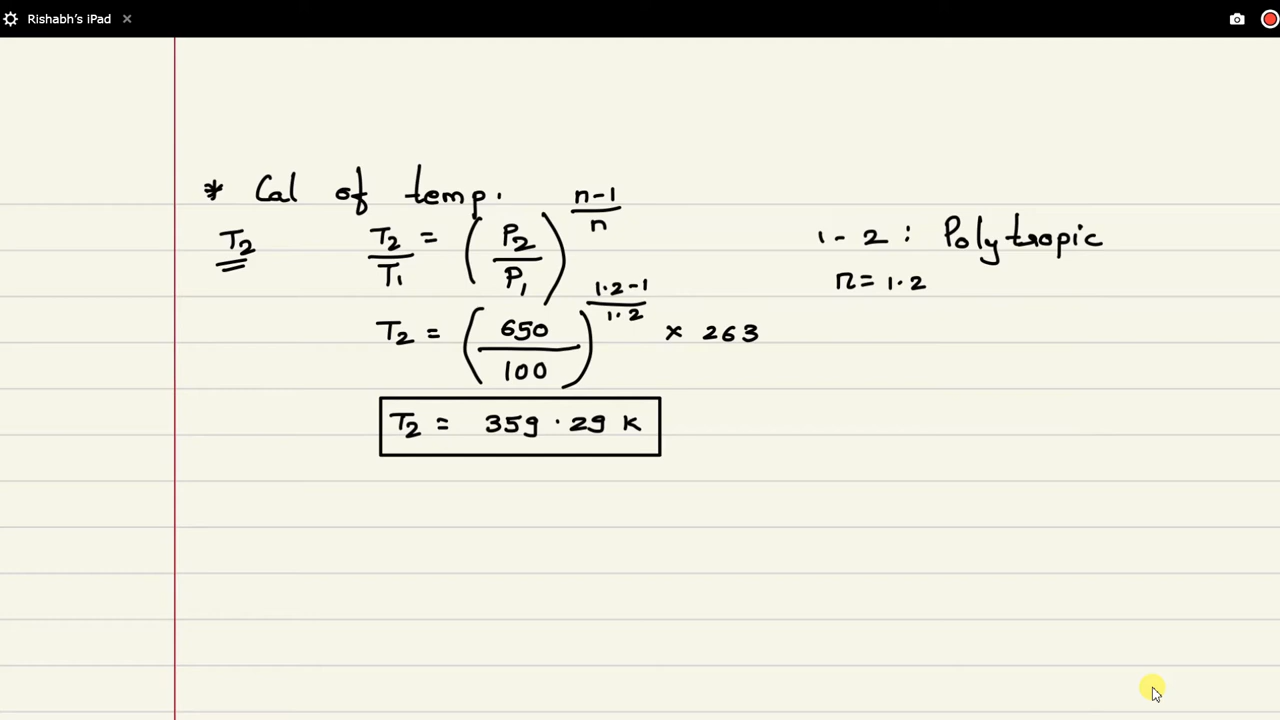 Rishabh's iPad
* Cal of temp.
T₂ T₂/T₁ = (P₂/P₁)^((n-1)/n)
1-2 : Polytropic
n = 1.2
T₂ = (650/100)^((1.2-1)/1.2) × 263
T₂ = 359.29 K